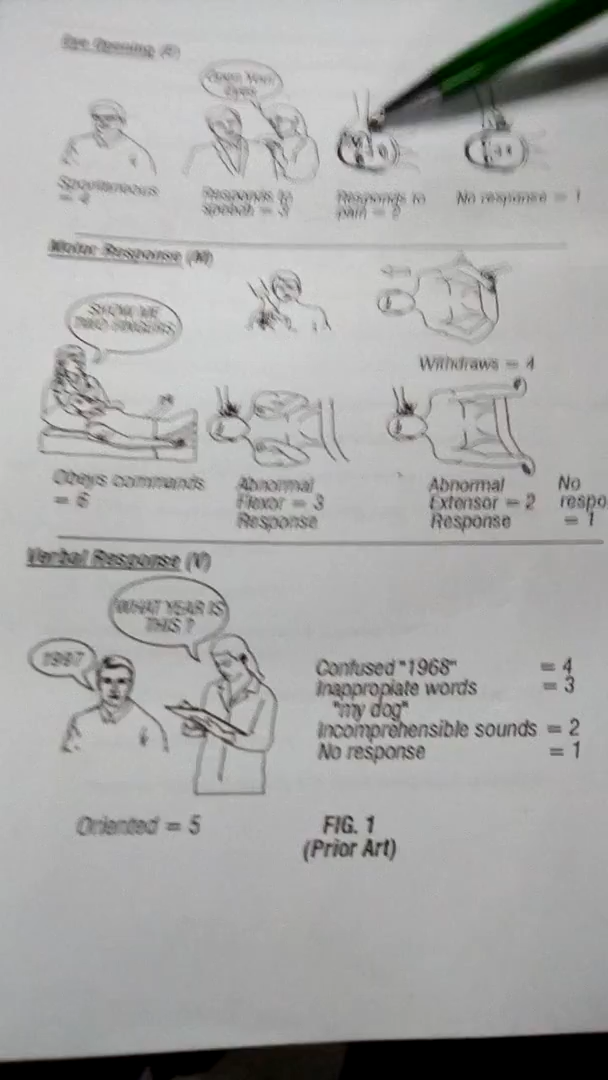 Eye Opening (E)
OPEN YOUR
EYES
Spontaneous
= 4
Responds to
speech = 3
Responds to
pain = 2
No response = 1
Motor Response (M)
SHOW ME
TWO FINGERS
Withdraws = 4
Obeys commands
= 6
Abnormal
Flexor = 3
Response
Abnormal
Extensor = 2
Response
No
respo
= 1
Verbal Response (V)
WHAT YEAR IS
THIS ?
1997
Confused "1968" = 4
Inappropiate words = 3
"my dog"
Incomprehensible sounds = 2
No response = 1
Oriented = 5
FIG. 1
(Prior Art)